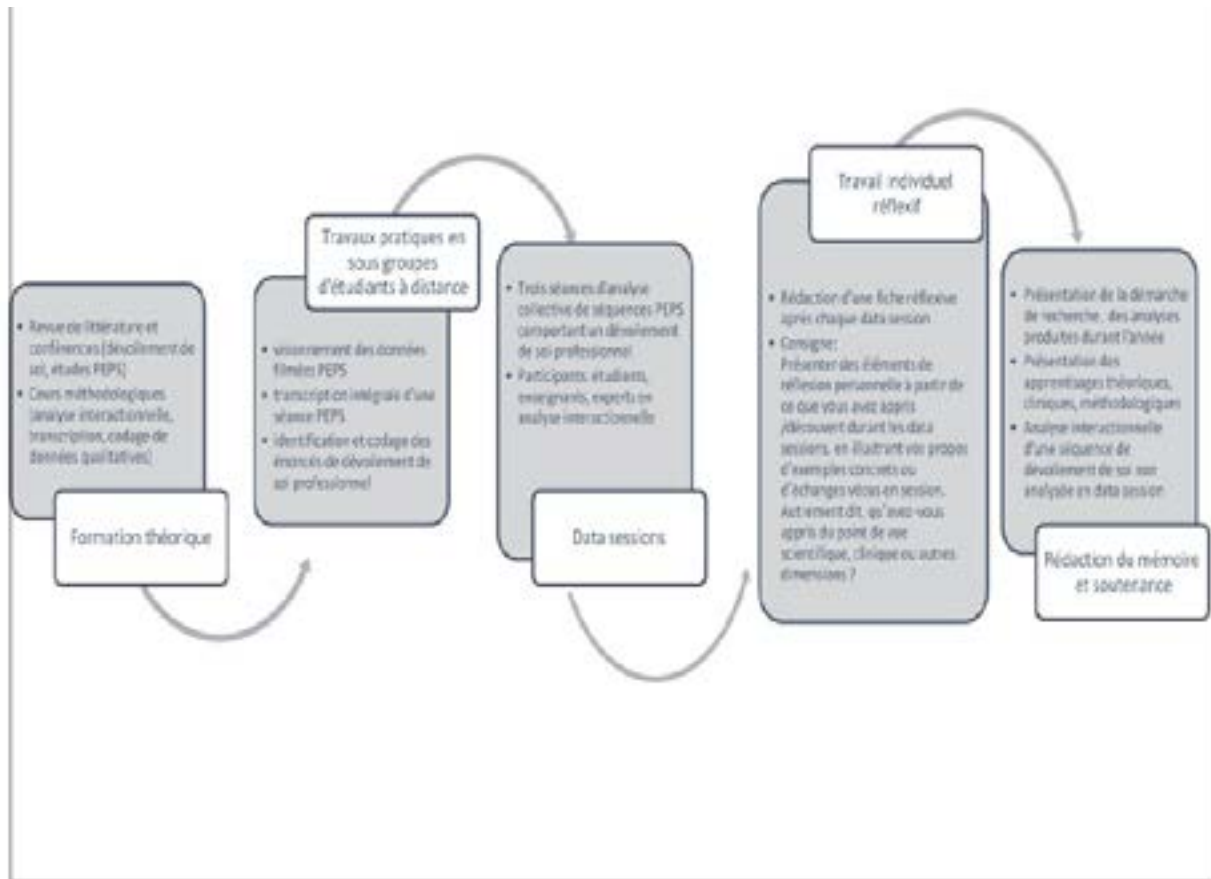 • Revue de littérature et
conférences (dévoilement de
soi, études PEPS)
• Cours méthodologiques
(analyse interactionnelle,
transcription, codage de
données qualitatives)
Formation théorique
Travaux pratiques en
sous groupes
d'étudiants à distance
• visionnement des données
filmées PEPS
• transcription intégrale d'une
séance PEPS
• identification et codage des
énoncés de dévoilement de
soi professionnel
• Trois séances d'analyse
collective de séquences PEPS
comportant un dévoilement
de soi professionnel
• Participants: étudiants,
enseignants, experts en
analyse interactionnelle
Data sessions
Travail individuel
réflexif
• Rédaction d'une fiche réflexive
après chaque data session
• Consigne:
Présenter des éléments de
réflexion personnelle à partir de
ce que vous avez appris
/découvert durant les data
sessions, en illustrant vos propos
d'exemples concrets ou
d'échanges vécus en session.
Autrement dit, qu'avez-vous
appris du point de vue
scientifique, clinique ou autres
dimensions ?
• Présentation de la démarche
de recherche, des analyses
produites durant l'année
• Présentation des
apprentissages théoriques,
cliniques, méthodologiques
• Analyse interactionnelle
d'une séquence de
dévoilement de soi non
analysée en data session
Rédaction du mémoire
et soutenance